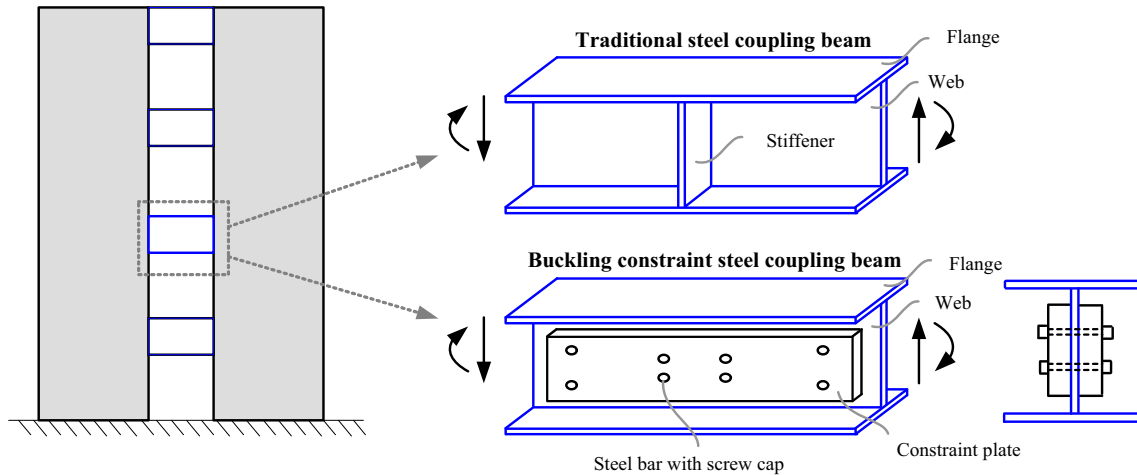 Traditional steel coupling beam
Flange
Web
Stiffener
Buckling constraint steel coupling beam
Flange
Web
Constraint plate
Steel bar with screw cap